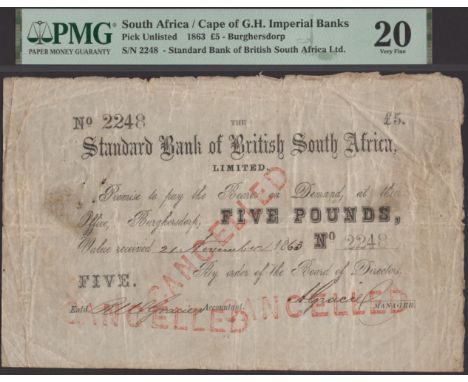 PMG
PAPER MONEY GUARANTY
South Africa / Cape of G.H. Imperial Banks
Pick Unlisted 1863 £5 - Burghersdorp
S/N 2248 - Standard Bank of British South Africa Ltd.
20
Very Fine
No 2248
THE
£5.
Standard Bank of British South Africa,
LIMITED.
Promise to pay the Bearer on Demand, at their
Office, Burghersdorp, FIVE POUNDS,
Value received 21 November 1863 No 2248
By order of the Board of Directors.
FIVE.
Entd. Accountant. MANAGER.
CANCELLED
CANCELLED
CANCELLED